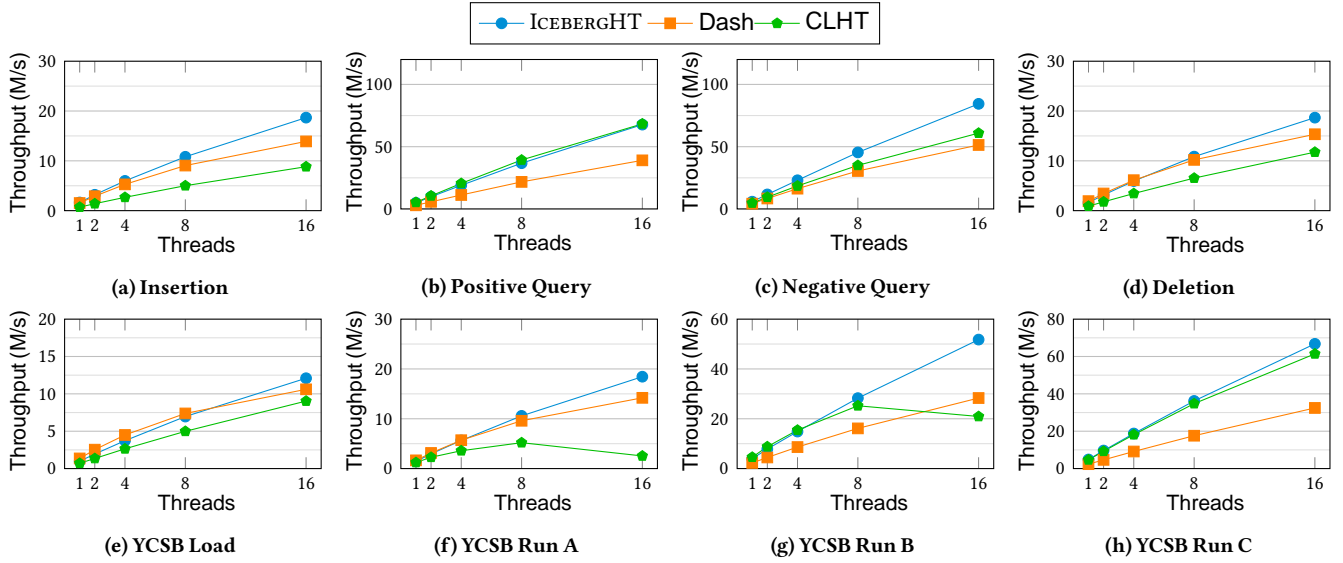 ICEBERGHT Dash CLHT
Throughput (M/s)
30
20
10
0
1 2 4 8 16
Threads
(a) Insertion
Throughput (M/s)
100
50
0
1 2 4 8 16
Threads
(b) Positive Query
Throughput (M/s)
100
50
0
1 2 4 8 16
Threads
(c) Negative Query
Throughput (M/s)
30
20
10
0
1 2 4 8 16
Threads
(d) Deletion
Throughput (M/s)
20
15
10
5
0
1 2 4 8 16
Threads
(e) YCSB Load
Throughput (M/s)
30
20
10
0
1 2 4 8 16
Threads
(f) YCSB Run A
Throughput (M/s)
60
40
20
0
1 2 4 8 16
Threads
(g) YCSB Run B
Throughput (M/s)
80
60
40
20
0
1 2 4 8 16
Threads
(h) YCSB Run C